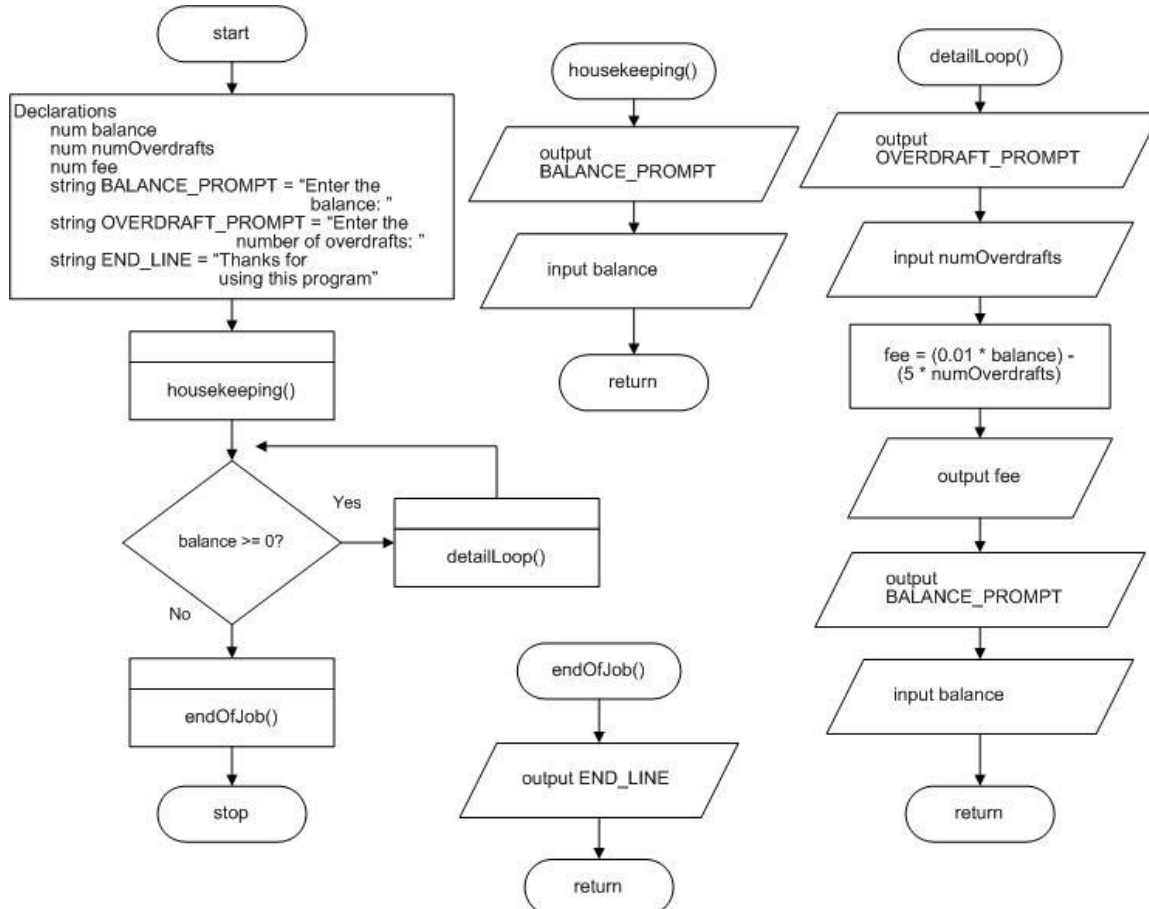 start
Declarations
num balance
num numOverdrafts
num fee
string BALANCE_PROMPT = “Enter the
balance: ”
string OVERDRAFT_PROMPT = “Enter the
number of overdrafts: ”
string END_LINE = “Thanks for
using this program”
housekeeping()
balance >= 0?
Yes
detailLoop()
No
endOfJob()
stop
housekeeping()
output
BALANCE_PROMPT
input balance
return
endOfJob()
output END_LINE
return
detailLoop()
output
OVERDRAFT_PROMPT
input numOverdrafts
fee = (0.01 * balance) -
(5 * numOverdrafts)
output fee
output
BALANCE_PROMPT
input balance
return